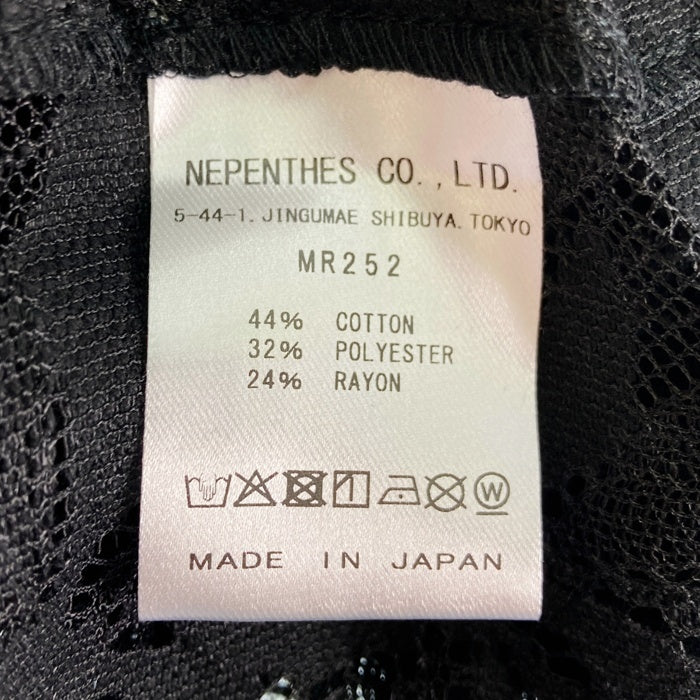 NEPENTHES CO., LTD.
5-44-1. JINGUMAE SHIBUYA. TOKYO
MR252
44% COTTON
32% POLYESTER
24% RAYON
W
MADE IN JAPAN